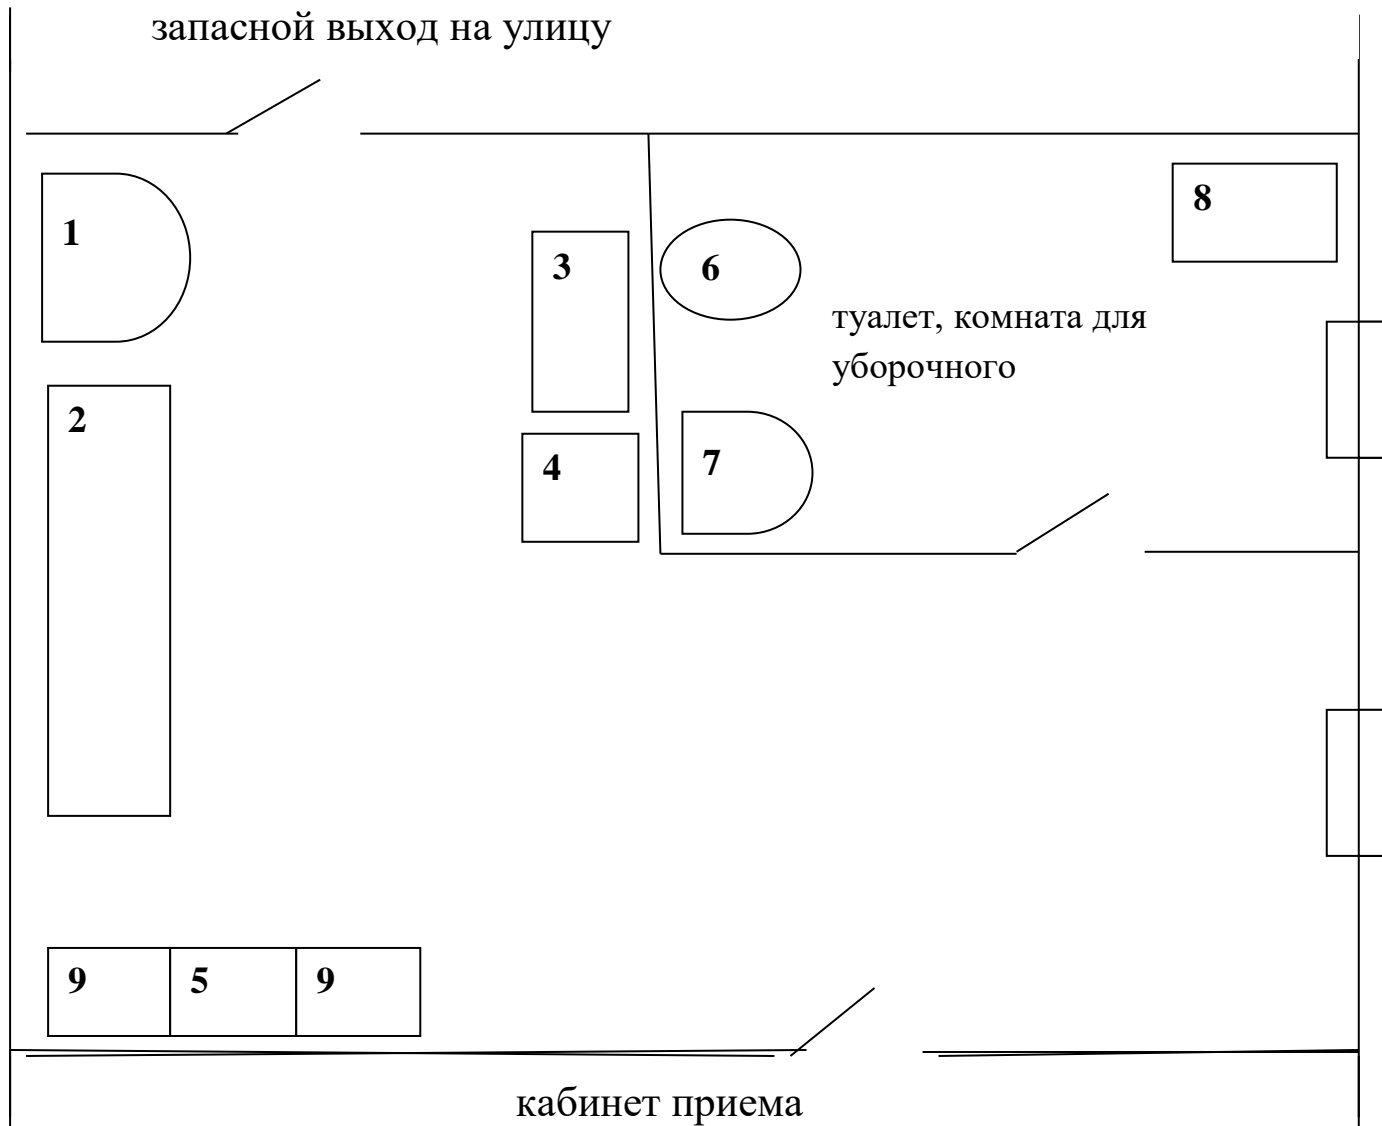 запасной выход на улицу
1
8
3
6
туалет, комната для
уборочного
2
4
7
9 5 9
кабинет приема